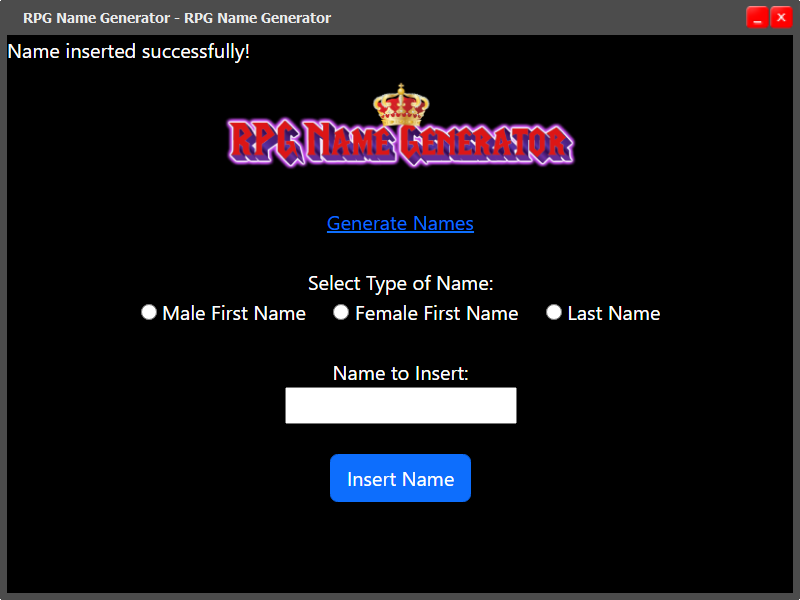 RPG Name Generator - RPG Name Generator
Name inserted successfully!
RPG Name Generator
Generate Names
Select Type of Name:
Male First Name Female First Name Last Name
Name to Insert:
Insert Name